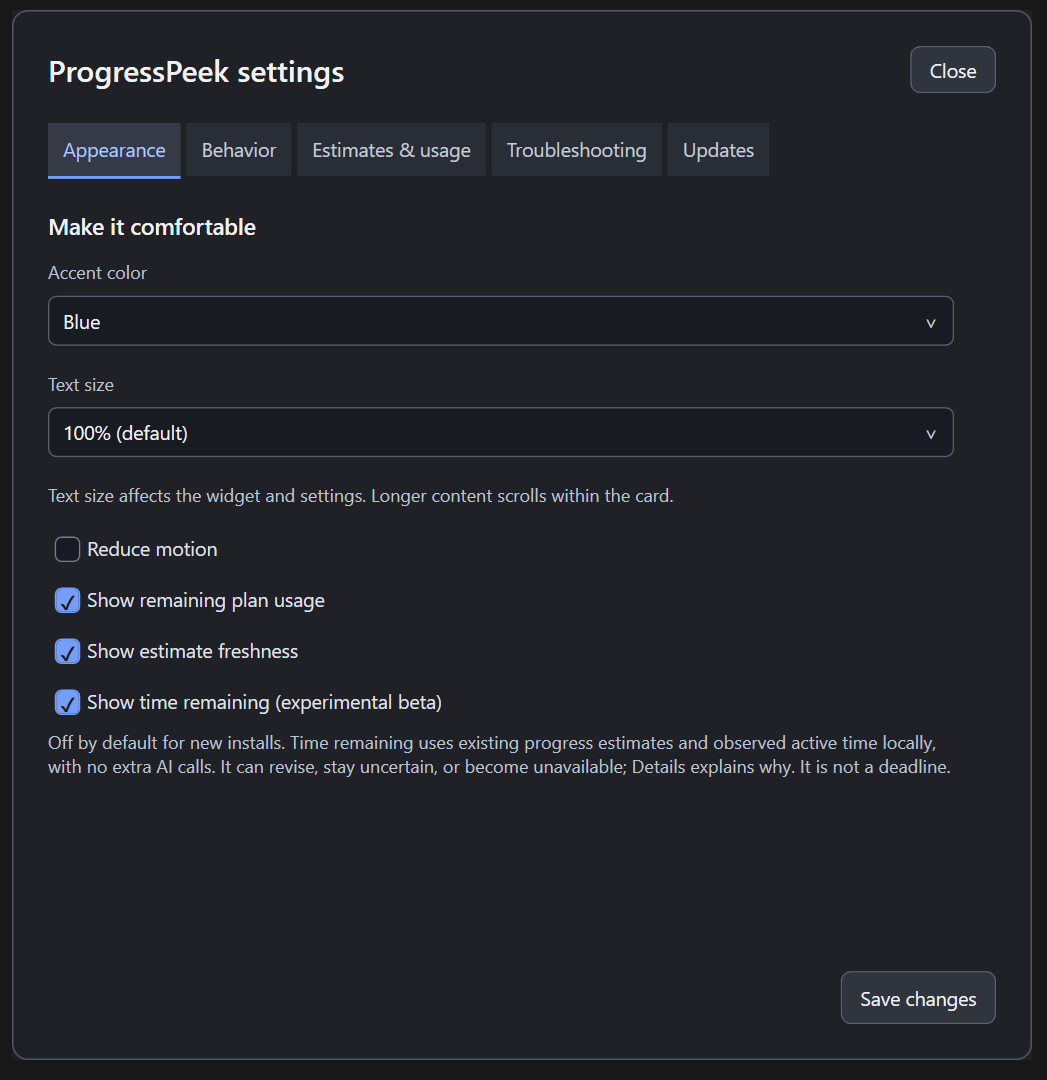 ProgressPeek settings
Close
Appearance
Behavior
Estimates & usage
Troubleshooting
Updates
Make it comfortable
Accent color
Blue
Text size
100% (default)
Text size affects the widget and settings. Longer content scrolls within the card.
Reduce motion
Show remaining plan usage
Show estimate freshness
Show time remaining (experimental beta)
Off by default for new installs. Time remaining uses existing progress estimates and observed active time locally,
with no extra AI calls. It can revise, stay uncertain, or become unavailable; Details explains why. It is not a deadline.
Save changes